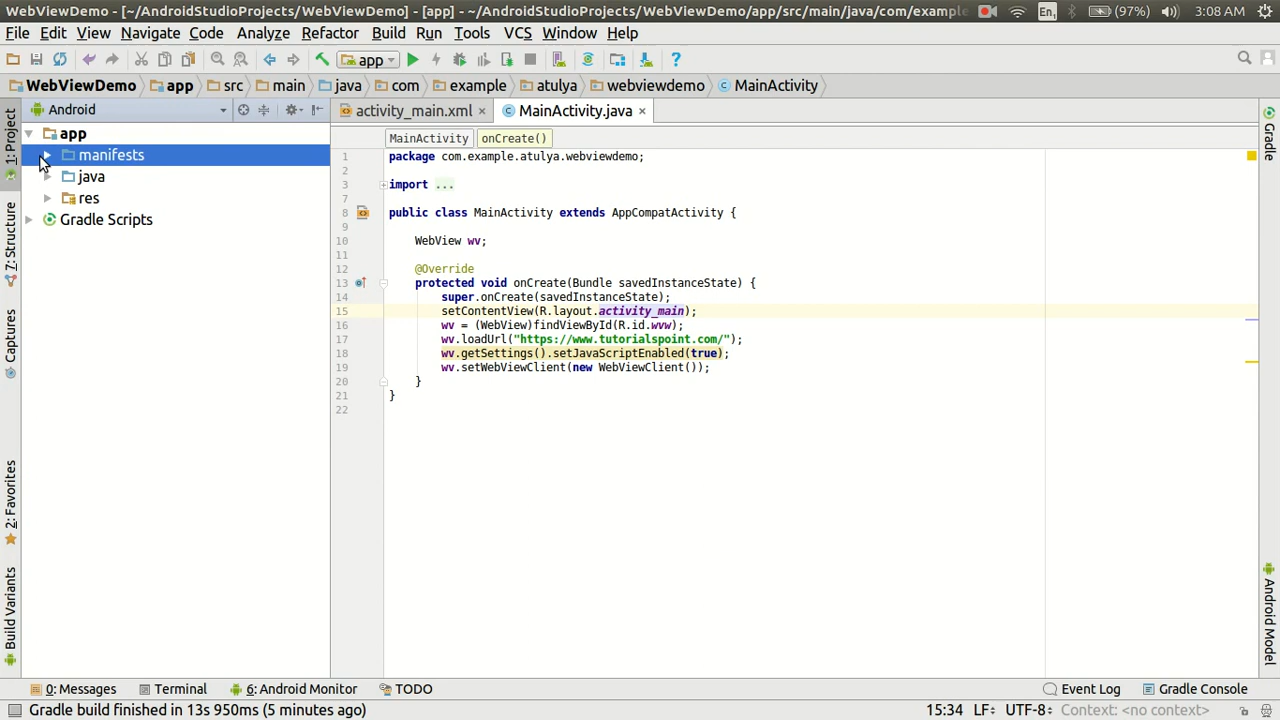 WebViewDemo - [~/AndroidStudioProjects/WebViewDemo] - [app] - ~/AndroidStudioProjects/WebViewDemo/app/src/main/java/com/example En1 (97%) 3:08 AM
File Edit View Navigate Code Analyze Refactor Build Run Tools VCS Window Help
app
WebViewDemo app src main java com example atulya webviewdemo MainActivity
Android activity_main.xml MainActivity.java
MainActivity onCreate()
app
manifests
java
res
Gradle Scripts
1: Project
7: Structure
Captures
2: Favorites
Build Variants
1 package com.example.atulya.webviewdemo;
2
3 import ...
7
8 public class MainActivity extends AppCompatActivity {
9
10 WebView wv;
11
12 @Override
13 protected void onCreate(Bundle savedInstanceState) {
14 super.onCreate(savedInstanceState);
15 setContentView(R.layout.activity_main);
16 wv = (WebView)findViewById(R.id.wvw);
17 wv.loadUrl("https://www.tutorialspoint.com/");
18 wv.getSettings().setJavaScriptEnabled(true);
19 wv.setWebViewClient(new WebViewClient());
20 }
21 }
22
Gradle
Android Model
0: Messages Terminal 6: Android Monitor TODO Event Log Gradle Console
Gradle build finished in 13s 950ms (5 minutes ago) 15:34 LF UTF-8 Context: <no context>